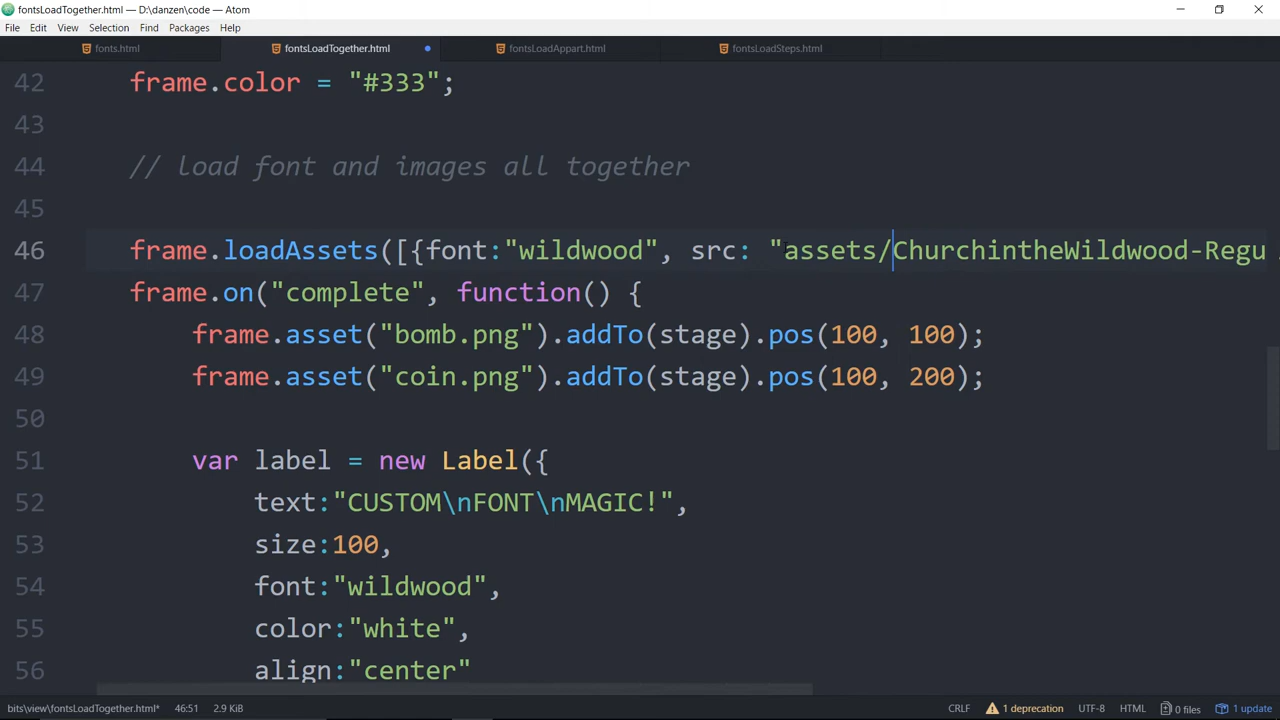 fontsLoadTogether.html — D:\danzen\code — Atom
File Edit View Selection Find Packages Help
fonts.html fontsLoadTogether.html fontsLoadAppart.html fontsLoadSteps.html
42 frame.color = "#333";
43
44 // load font and images all together
45
46 frame.loadAssets([{font:"wildwood", src: "assets/ChurchintheWildwood-Regu
47 frame.on("complete", function() {
48 frame.asset("bomb.png").addTo(stage).pos(100, 100);
49 frame.asset("coin.png").addTo(stage).pos(100, 200);
50
51 var label = new Label({
52 text:"CUSTOM\nFONT\nMAGIC!",
53 size:100,
54 font:"wildwood",
55 color:"white",
56 align:"center"
bits\view\fontsLoadTogether.html* 46:51 2.9 KiB CRLF 1 deprecation UTF-8 HTML 0 files 1 update